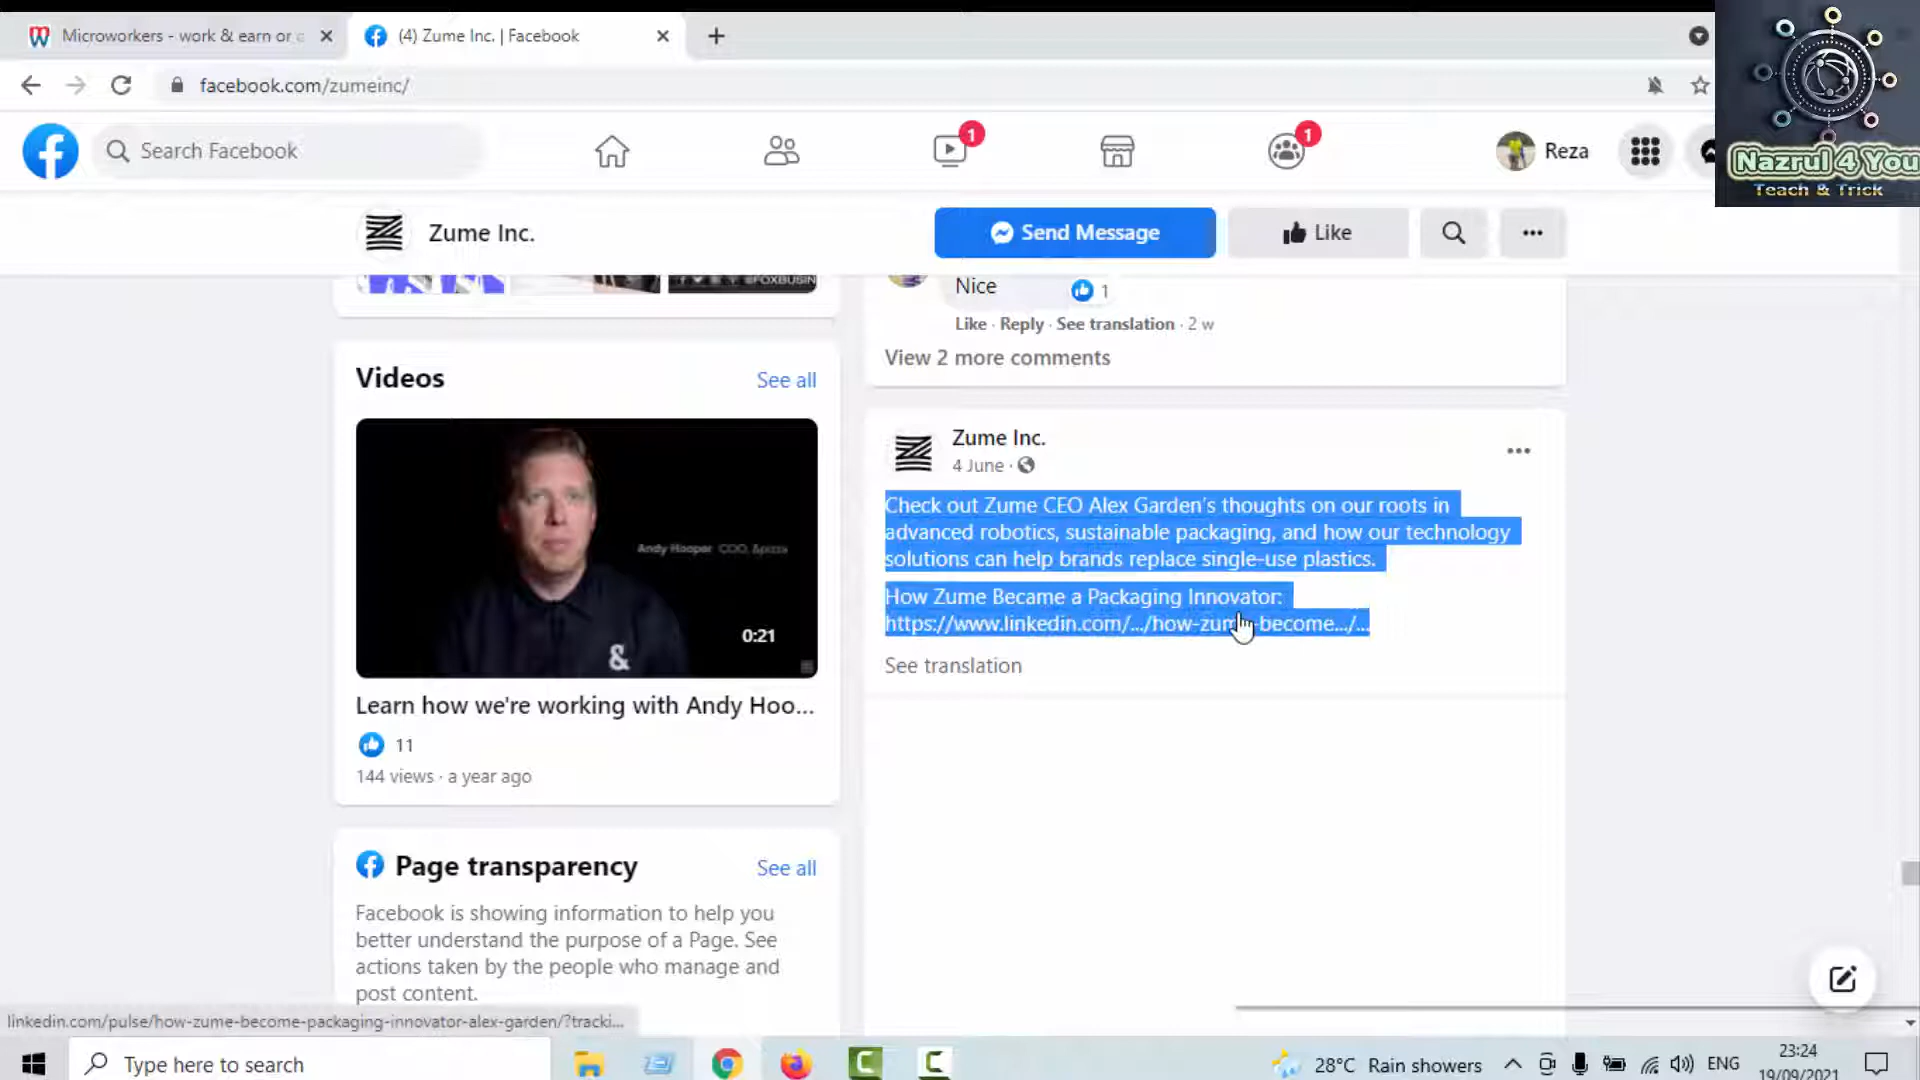 Microworkers - work & earn or
(4) Zume Inc. | Facebook
facebook.com/zumeinc/
Search Facebook
1
1
Reza
Nazrul 4 You
Teach & Trick
Zume Inc.
Send Message
Like
@FOXBUSIN
Nice
1
Like · Reply · See translation · 2 w
View 2 more comments
Videos
See all
Andy Hooper COO, &pizza
0:21
&
Learn how we're working with Andy Hoo...
11
144 views · a year ago
Page transparency
See all
Facebook is showing information to help you
better understand the purpose of a Page. See
actions taken by the people who manage and
post content.
Zume Inc.
4 June ·
Check out Zume CEO Alex Garden's thoughts on our roots in
advanced robotics, sustainable packaging, and how our technology
solutions can help brands replace single-use plastics.
How Zume Became a Packaging Innovator:
https://www.linkedin.com/.../how-zume-become.../...
See translation
linkedin.com/pulse/how-zume-become-packaging-innovator-alex-garden/?tracki...
Type here to search
28°C Rain showers
ENG
23:24
19/09/2021